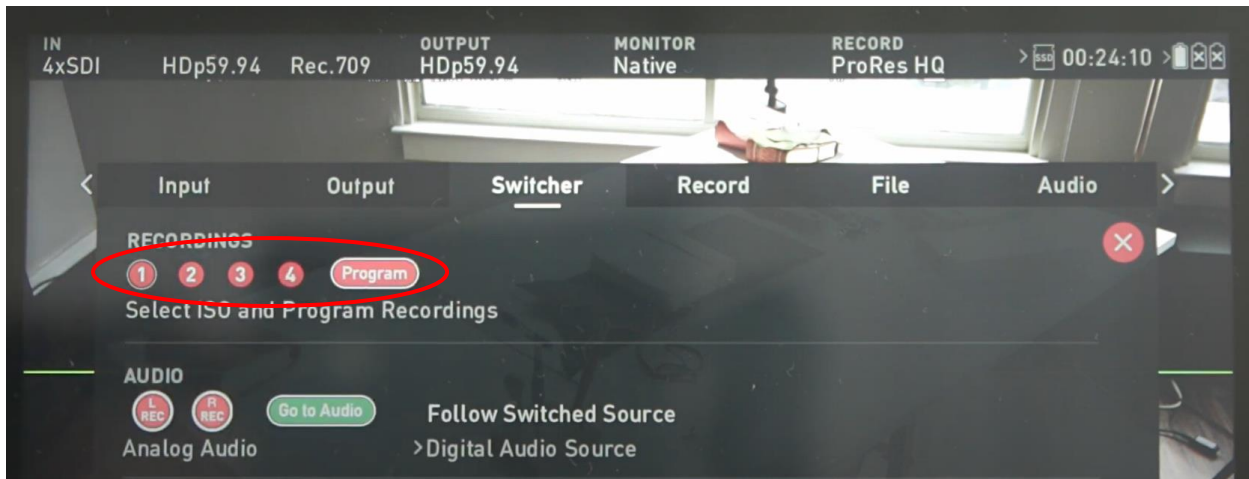 IN OUTPUT MONITOR RECORD
4xSDI HDp59.94 Rec.709 HDp59.94 Native ProRes HQ > SSD 00:24:10 >
< Input Output Switcher Record File Audio >
RECORDINGS
1 2 3 4 Program
Select ISO and Program Recordings
AUDIO
L REC R REC Go to Audio Follow Switched Source
Analog Audio >Digital Audio Source